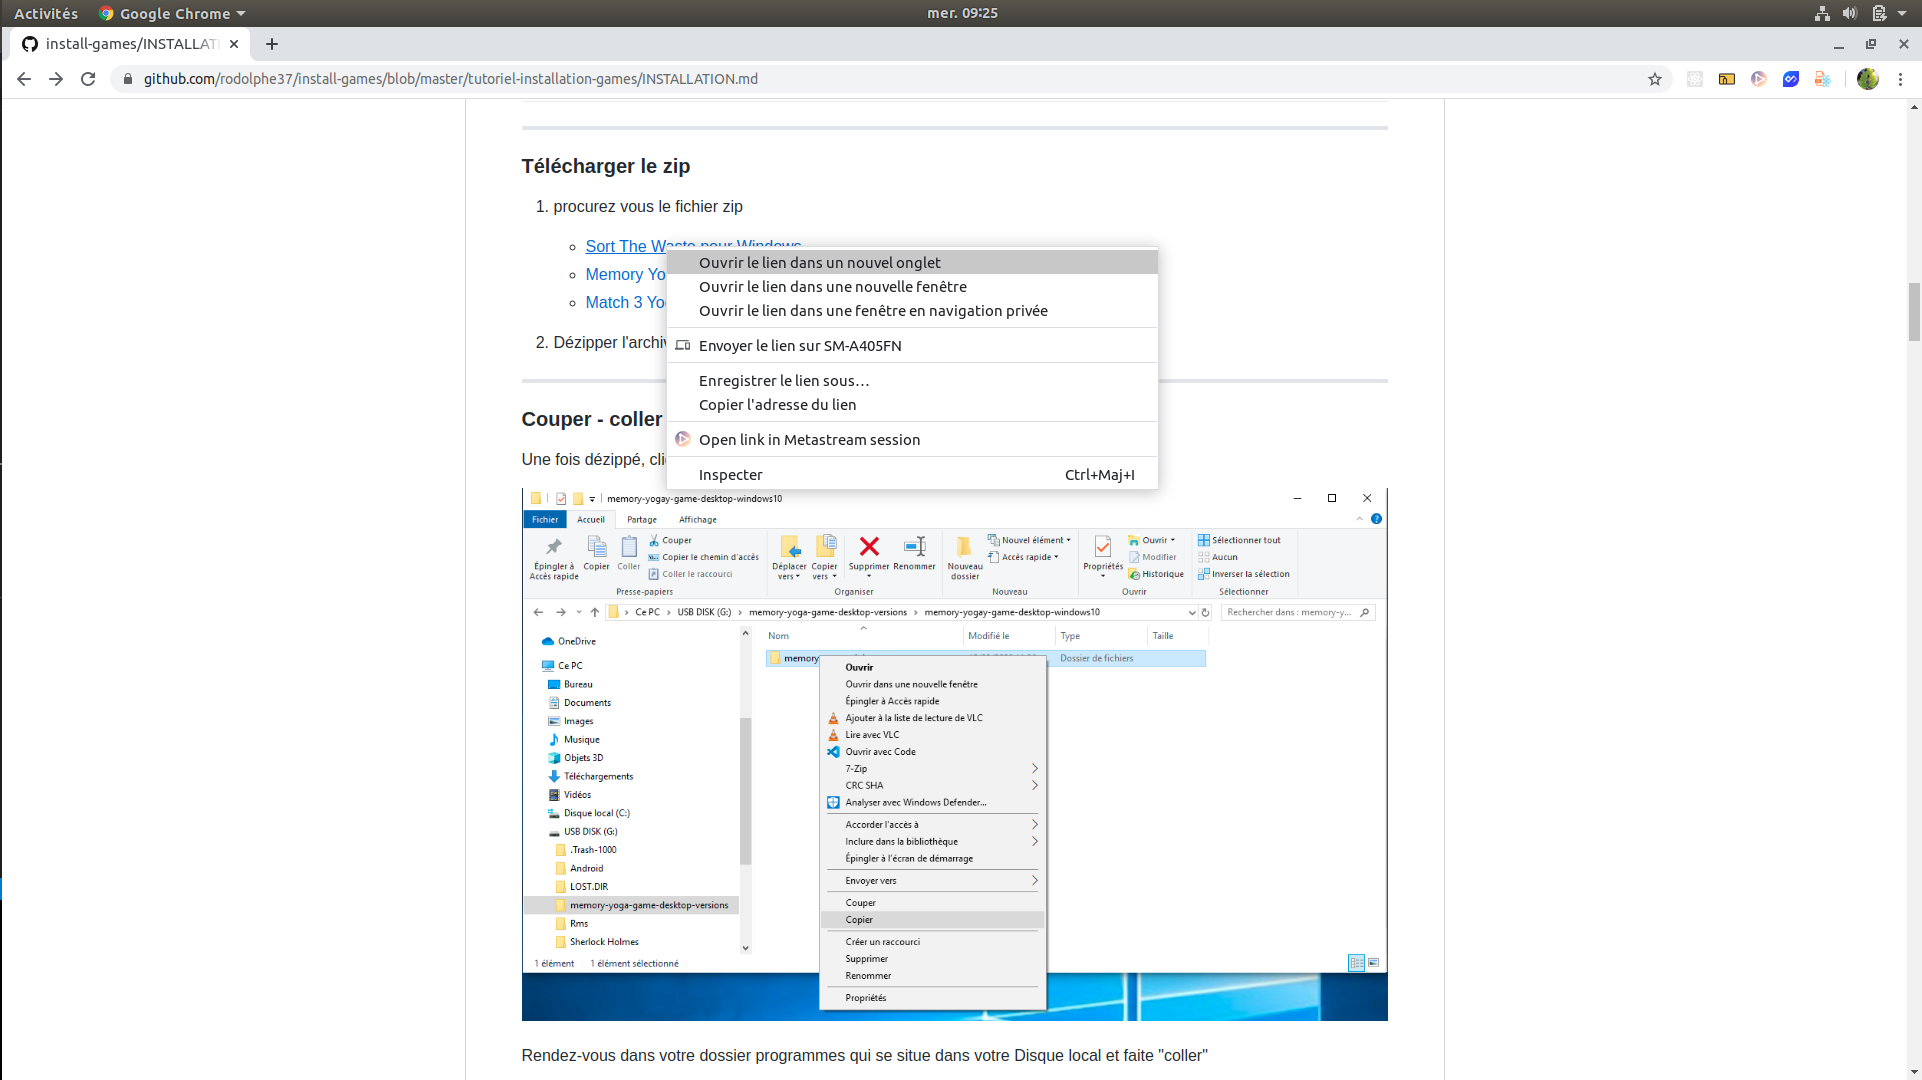 Activités Google Chrome mer. 09:25
install-games/INSTALLATI
github.com/rodolphe37/install-games/blob/master/tutoriel-installation-games/INSTALLATION.md
Télécharger le zip
1. procurez vous le fichier zip
Sort The Waste pour Windows
Memory Yo
Match 3 Yo
2. Dézipper l'archiv
Ouvrir le lien dans un nouvel onglet
Ouvrir le lien dans une nouvelle fenêtre
Ouvrir le lien dans une fenêtre en navigation privée
Envoyer le lien sur SM-A405FN
Enregistrer le lien sous...
Copier l'adresse du lien
Open link in Metastream session
Inspecter Ctrl+Maj+I
Couper - coller
Une fois dézippé, cli
memory-yogay-game-desktop-windows10
Fichier Accueil Partage Affichage
Épingler à Accès rapide
Copier
Coller
Couper
Copier le chemin d'accès
Coller le raccourci
Presse-papiers
Déplacer vers
Copier vers
Supprimer
Renommer
Organiser
Nouveau dossier
Nouvel élément
Accès rapide
Nouveau
Propriétés
Ouvrir
Modifier
Historique
Ouvrir
Sélectionner tout
Aucun
Inverser la sélection
Sélectionner
Ce PC › USB DISK (G:) › memory-yoga-game-desktop-versions › memory-yogay-game-desktop-windows10
Rechercher dans : memory-y...
Nom Modifié le Type Taille
memory Dossier de fichiers
OneDrive
Ce PC
Bureau
Documents
Images
Musique
Objets 3D
Téléchargements
Vidéos
Disque local (C:)
USB DISK (G:)
.Trash-1000
Android
LOST.DIR
memory-yoga-game-desktop-versions
Rms
Sherlock Holmes
1 élément 1 élément sélectionné
Ouvrir
Ouvrir dans une nouvelle fenêtre
Épingler à Accès rapide
Ajouter à la liste de lecture de VLC
Lire avec VLC
Ouvrir avec Code
7-Zip
CRC SHA
Analyser avec Windows Defender...
Accorder l'accès à
Inclure dans la bibliothèque
Épingler à l'écran de démarrage
Envoyer vers
Couper
Copier
Créer un raccourci
Supprimer
Renommer
Propriétés
Rendez-vous dans votre dossier programmes qui se situe dans votre Disque local et faite "coller"